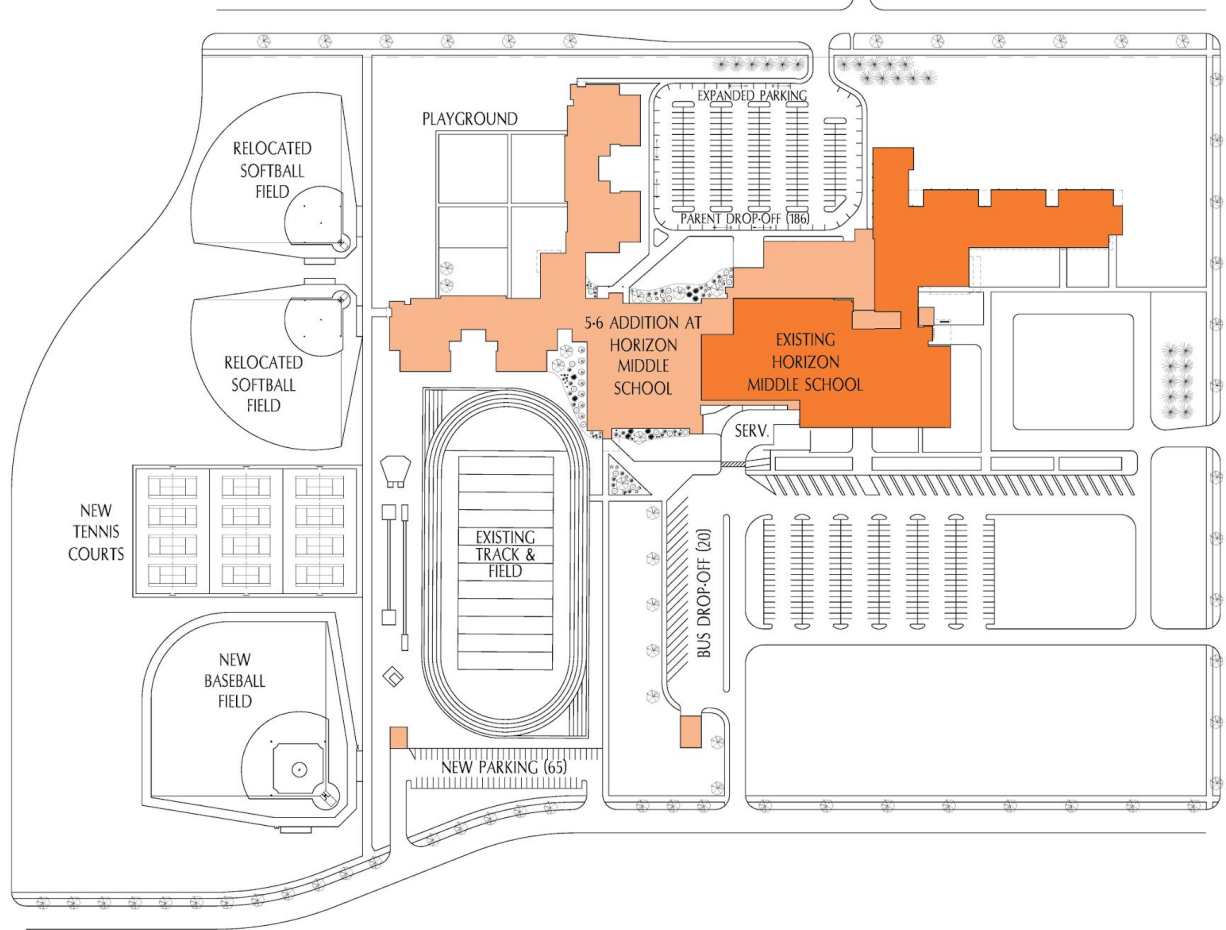 EXPANDED PARKING
PLAYGROUND
RELOCATED
SOFTBALL
FIELD
PARENT DROP-OFF (186)
5-6 ADDITION AT
HORIZON
MIDDLE
SCHOOL
EXISTING
HORIZON
MIDDLE SCHOOL
RELOCATED
SOFTBALL
FIELD
SERV.
NEW
TENNIS
COURTS
EXISTING
TRACK &
FIELD
BUS DROP-OFF (20)
NEW
BASEBALL
FIELD
NEW PARKING (65)